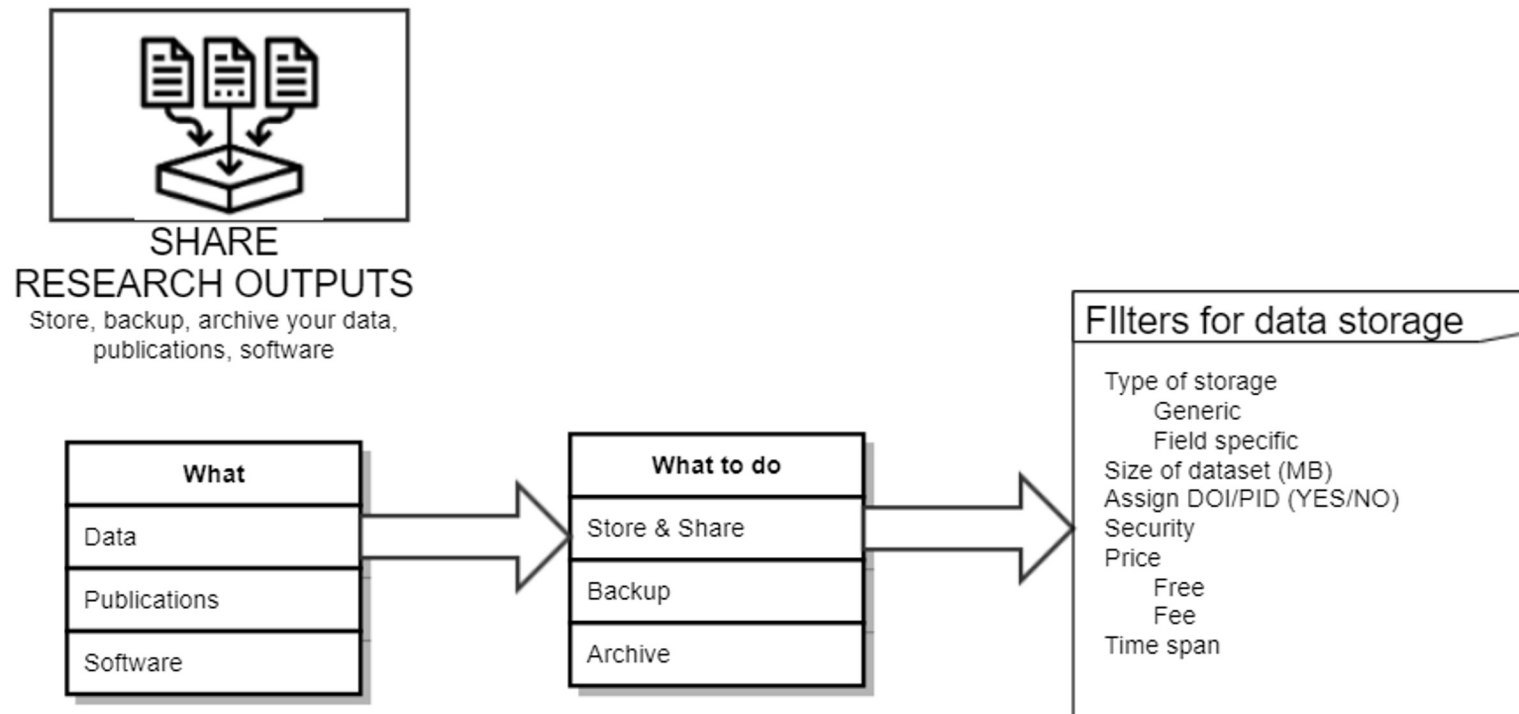 SHARE
RESEARCH OUTPUTS
Store, backup, archive your data,
publications, software
What
Data
Publications
Software
What to do
Store & Share
Backup
Archive
FIlters for data storage
Type of storage
Generic
Field specific
Size of dataset (MB)
Assign DOI/PID (YES/NO)
Security
Price
Free
Fee
Time span